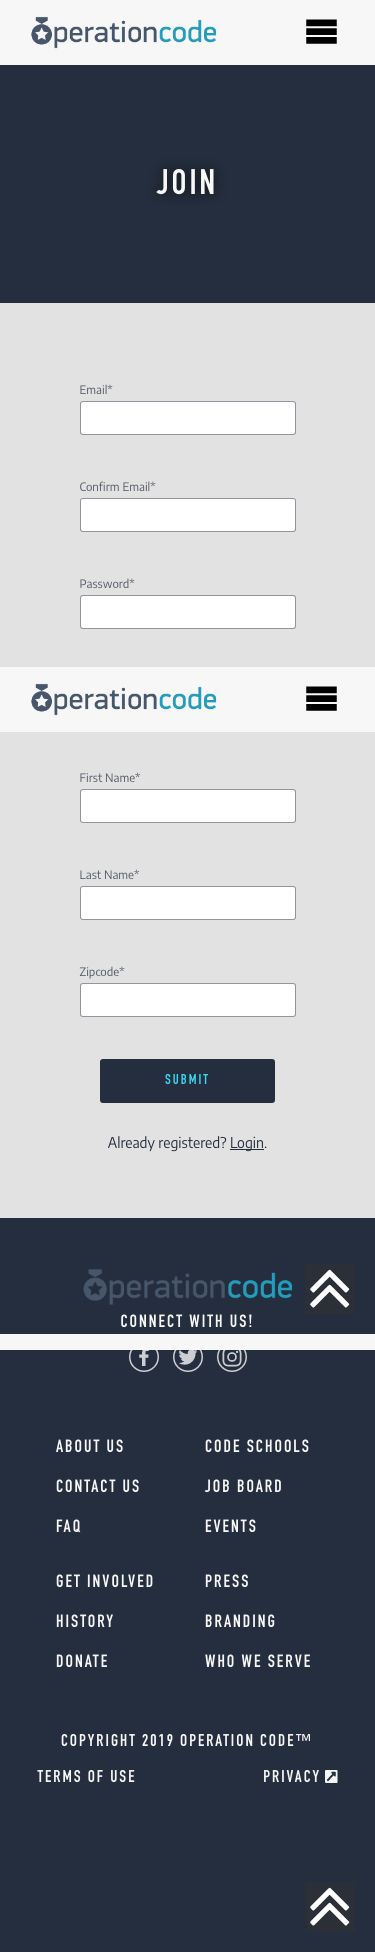 Operationcode
JOIN
Email*
Confirm Email*
Password*
Operationcode
First Name*
Last Name*
Zipcode*
SUBMIT
Already registered? Login.
Operationcode
CONNECT WITH US!
ABOUT US
CODE SCHOOLS
CONTACT US
JOB BOARD
FAQ
EVENTS
GET INVOLVED
PRESS
HISTORY
BRANDING
DONATE
WHO WE SERVE
COPYRIGHT 2019 OPERATION CODE™
TERMS OF USE
PRIVACY